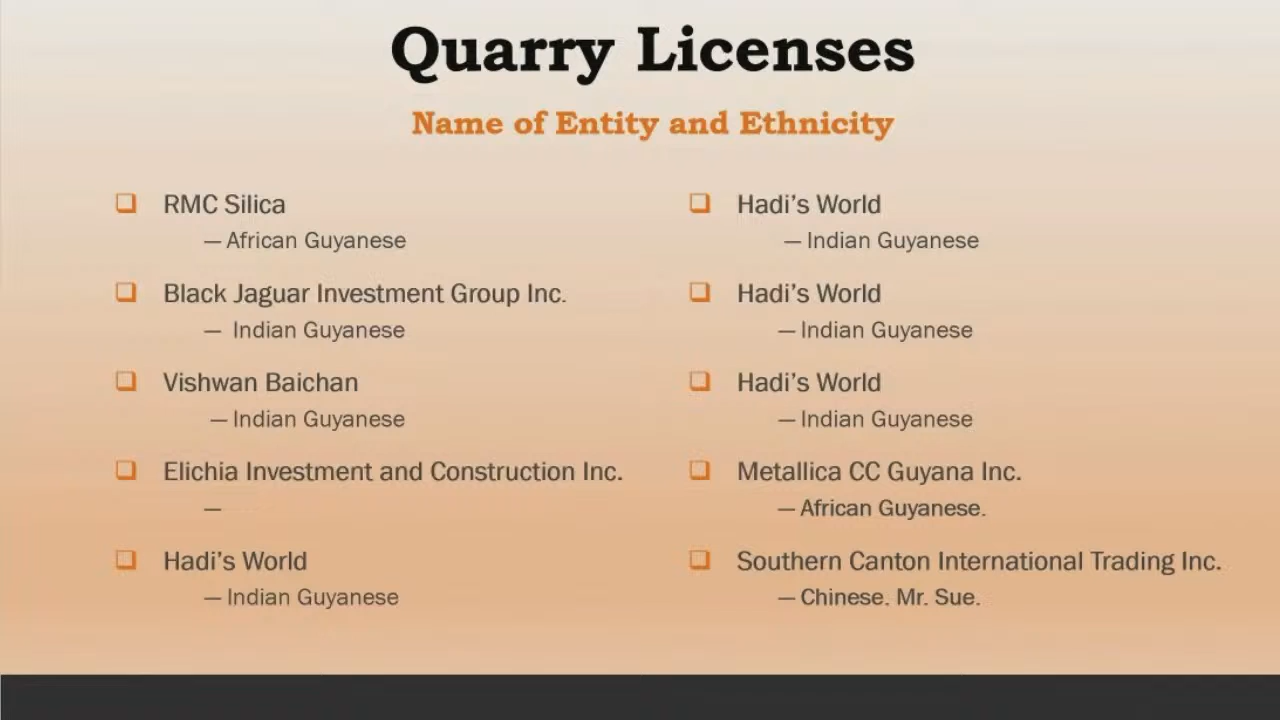 Quarry Licenses
Name of Entity and Ethnicity
RMC Silica
— African Guyanese
Black Jaguar Investment Group Inc.
— Indian Guyanese
Vishwan Baichan
— Indian Guyanese
Elichia Investment and Construction Inc.
—
Hadi's World
— Indian Guyanese
Hadi's World
— Indian Guyanese
Hadi's World
— Indian Guyanese
Hadi's World
— Indian Guyanese
Metallica CC Guyana Inc.
— African Guyanese.
Southern Canton International Trading Inc.
— Chinese. Mr. Sue.